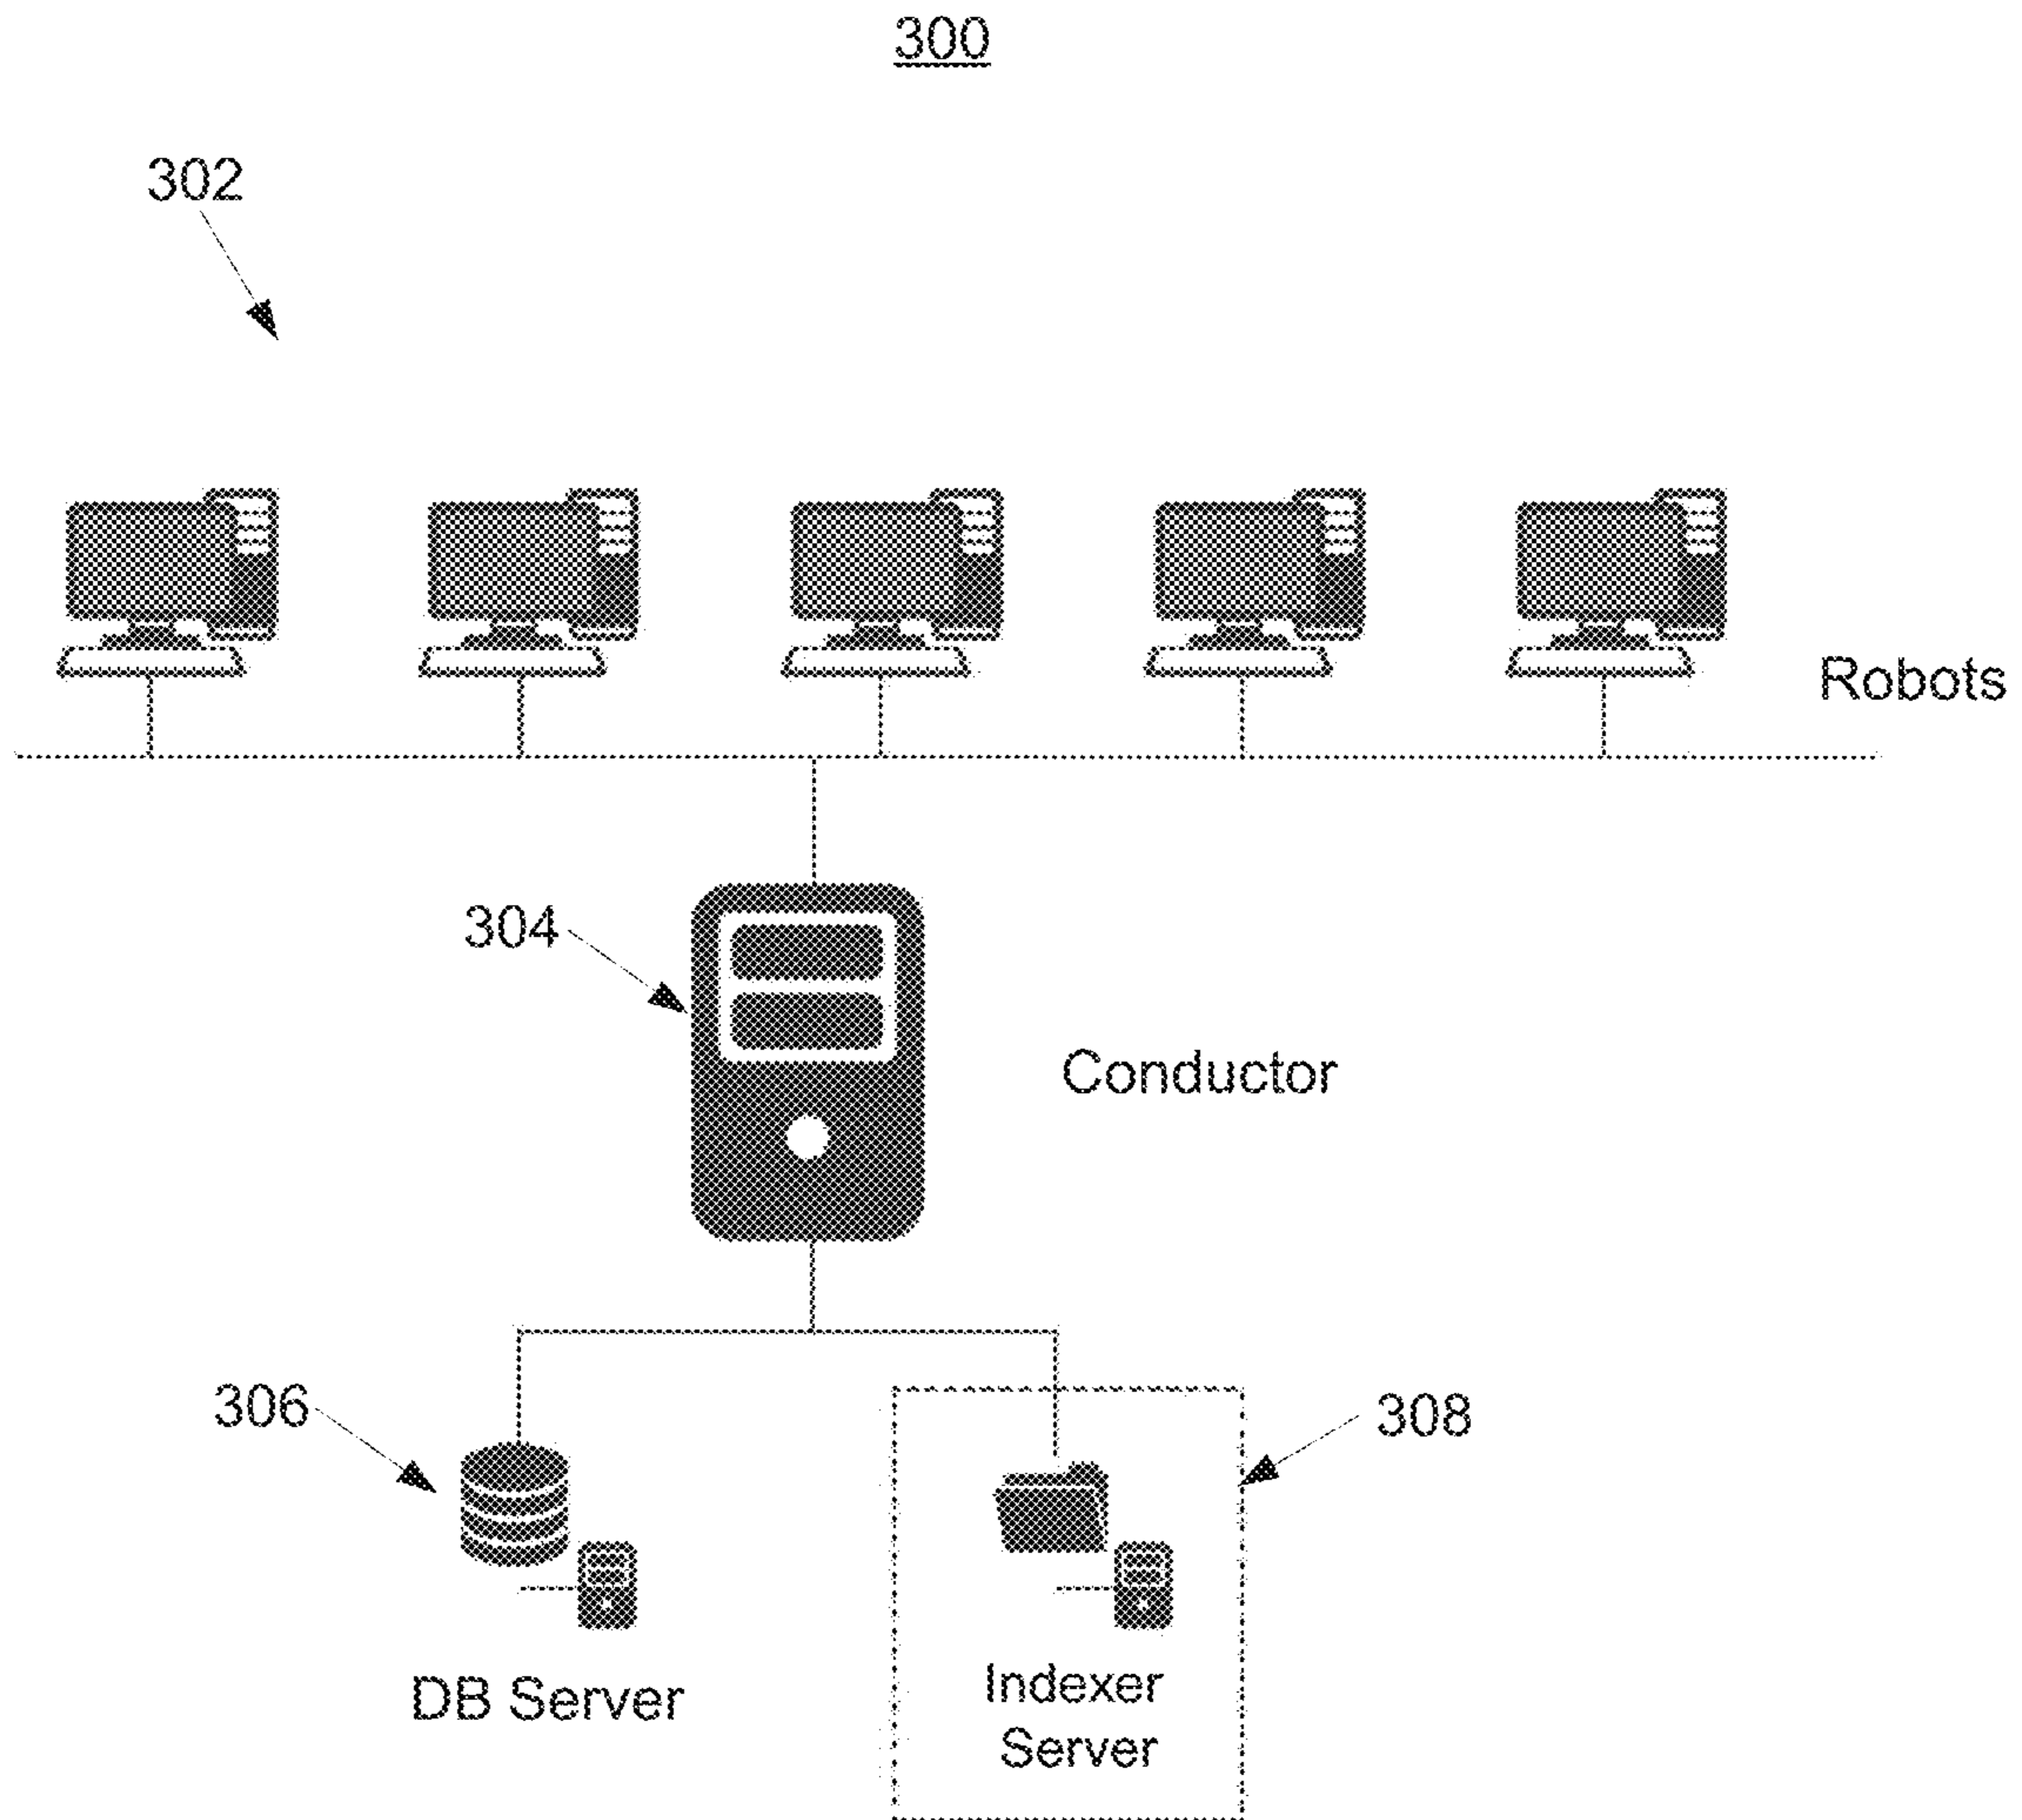 300
302
Robots
304
Conductor
306
308
DB Server
Indexer
Server